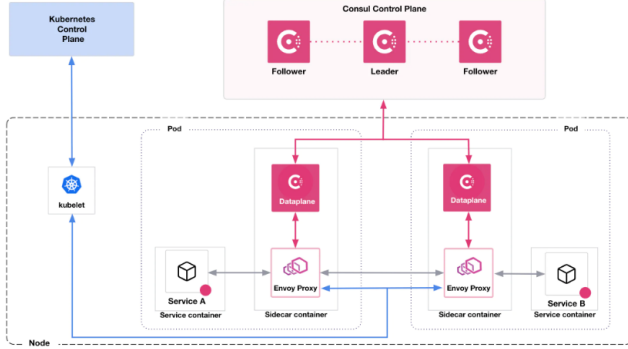 Kubernetes
Control
Plane
Consul Control Plane
Follower
Leader
Follower
Pod
Pod
kubelet
Dataplane
Dataplane
Service A
Service container
Envoy Proxy
Sidecar container
Envoy Proxy
Sidecar container
Service B
Service container
Node